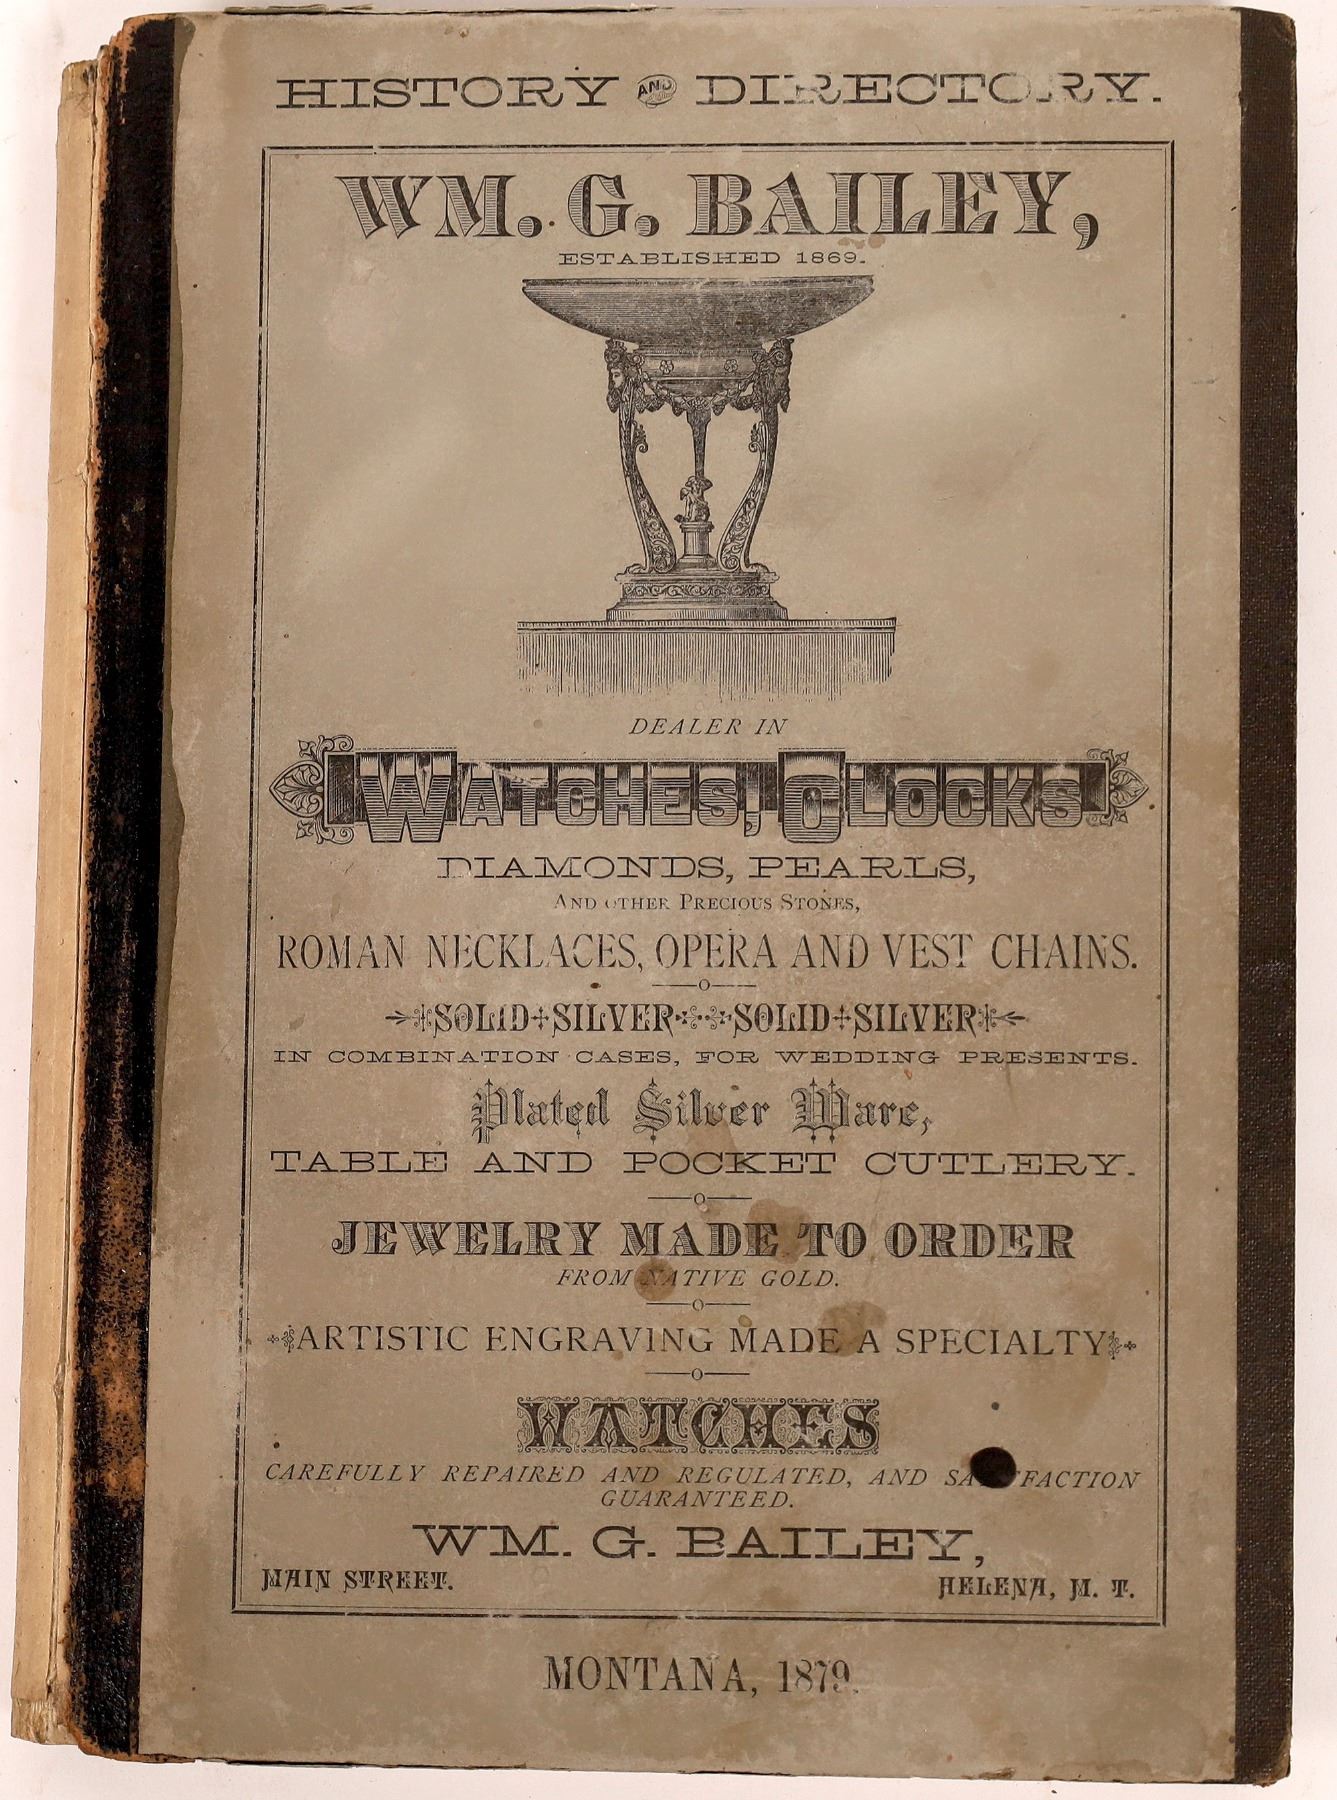 HISTORY AND DIRECTORY.
WM. G. BAILEY,
ESTABLISHED 1869.
DEALER IN
WATCHES, CLOCKS
DIAMONDS, PEARLS,
AND OTHER PRECIOUS STONES,
ROMAN NECKLACES, OPERA AND VEST CHAINS.
SOLID SILVER SOLID SILVER
IN COMBINATION CASES, FOR WEDDING PRESENTS.
Plated Silver Ware,
TABLE AND POCKET CUTLERY.
JEWELRY MADE TO ORDER
FROM NATIVE GOLD.
ARTISTIC ENGRAVING MADE A SPECIALTY
WATCHES
CAREFULLY REPAIRED AND REGULATED, AND SATISFACTION
GUARANTEED.
WM. G. BAILEY,
MAIN STREET. HELENA, M. T.
MONTANA, 1879.